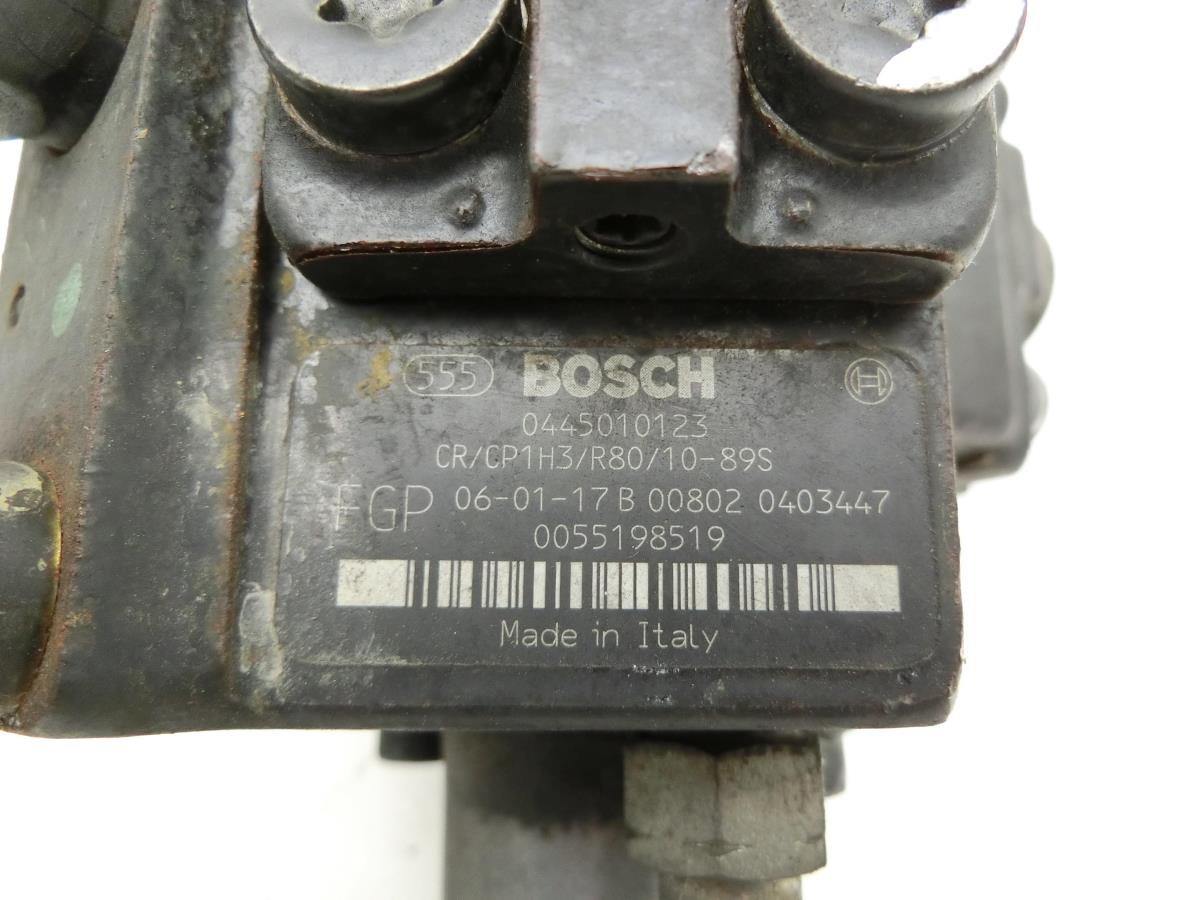 555 BOSCH
0445010123
CR/CP1H3/R80/10-89S
FGP 06-01-17 B 00802 0403447
0055198519
Made in Italy